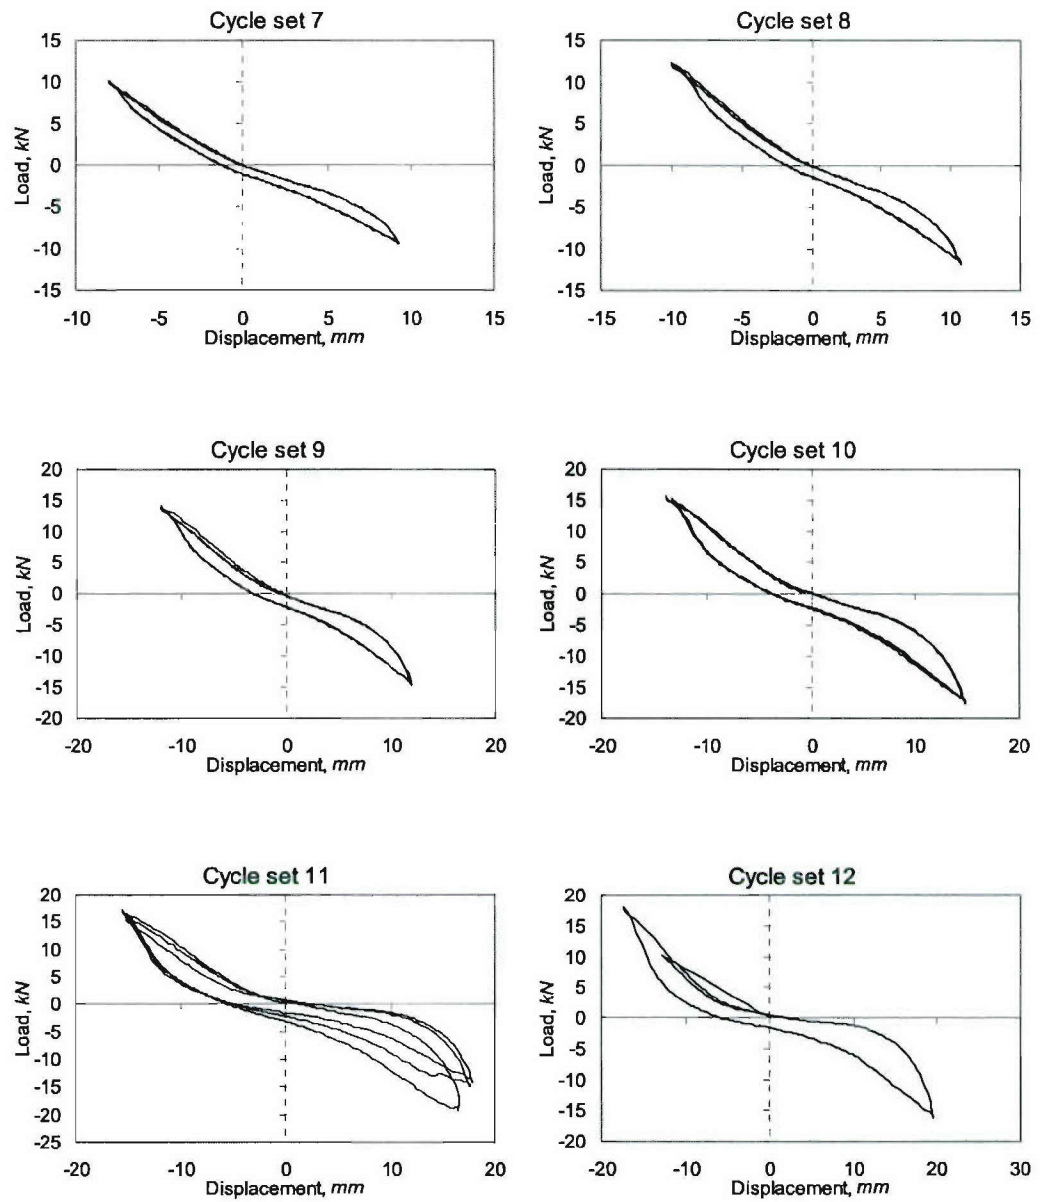 Cycle set 7
15
10
5
0
-5
-10
-15
Load, kN
-10 -5 0 5 10 15
Displacement, mm
Cycle set 8
15
10
5
0
-5
-10
-15
Load, kN
-15 -10 -5 0 5 10 15
Displacement, mm
Cycle set 9
20
15
10
5
0
-5
-10
-15
-20
Load, kN
-20 -10 0 10 20
Displacement, mm
Cycle set 10
20
15
10
5
0
-5
-10
-15
-20
Load, kN
-20 -10 0 10 20
Displacement, mm
Cycle set 11
20
15
10
5
0
-5
-10
-15
-20
-25
Load, kN
-20 -10 0 10 20
Displacement, mm
Cycle set 12
20
15
10
5
0
-5
-10
-15
-20
Load, kN
-20 -10 0 10 20 30
Displacement, mm